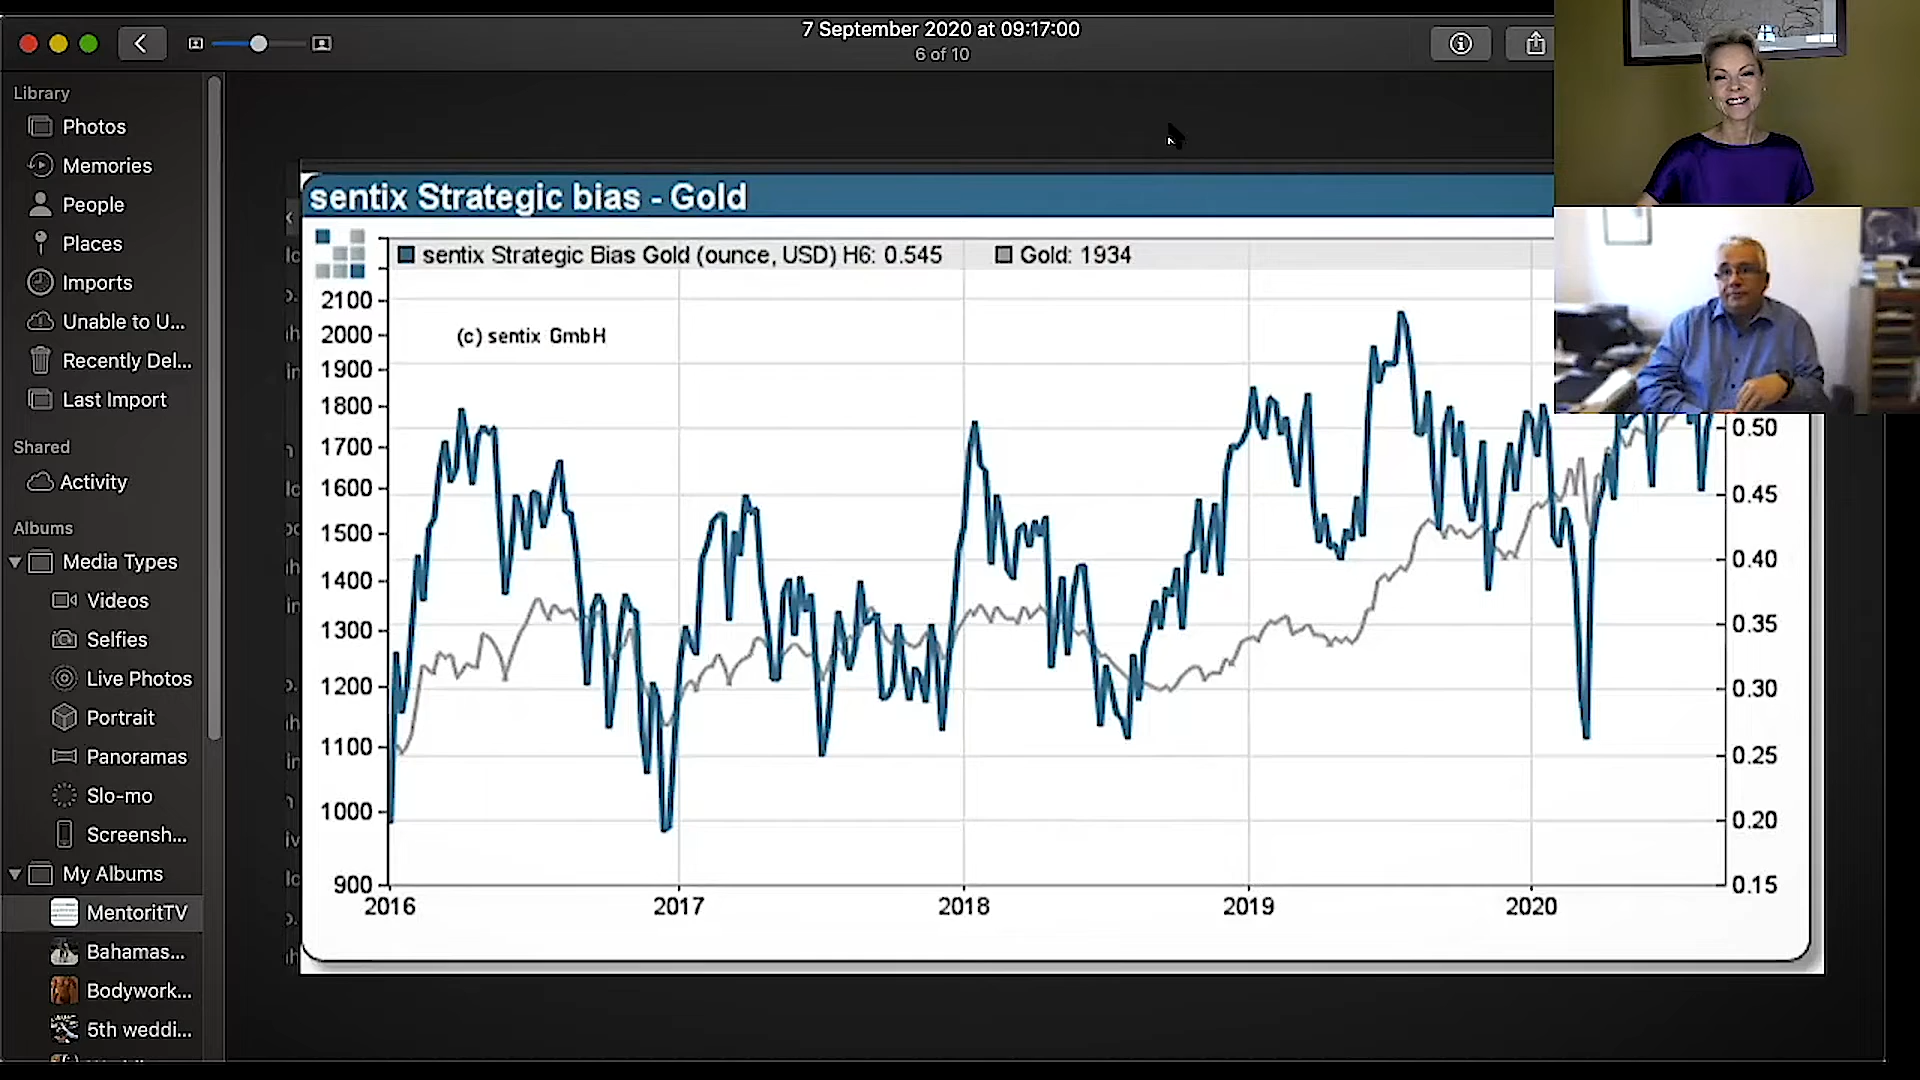 7 September 2020 at 09:17:00
6 of 10
Library
Photos
Memories
People
Places
Imports
Unable to U...
Recently Del...
Last Import
Shared
Activity
Albums
Media Types
Videos
Selfies
Live Photos
Portrait
Panoramas
Slo-mo
Screensh...
My Albums
MentoritTV
Bahamas...
Bodywork...
5th weddi...
sentix Strategic bias - Gold
sentix Strategic Bias Gold (ounce, USD) H6: 0.545
Gold: 1934
(c) sentix GmbH
2100
2000
1900
1800
1700
1600
1500
1400
1300
1200
1100
1000
900
0.50
0.45
0.40
0.35
0.30
0.25
0.20
0.15
2016 2017 2018 2019 2020